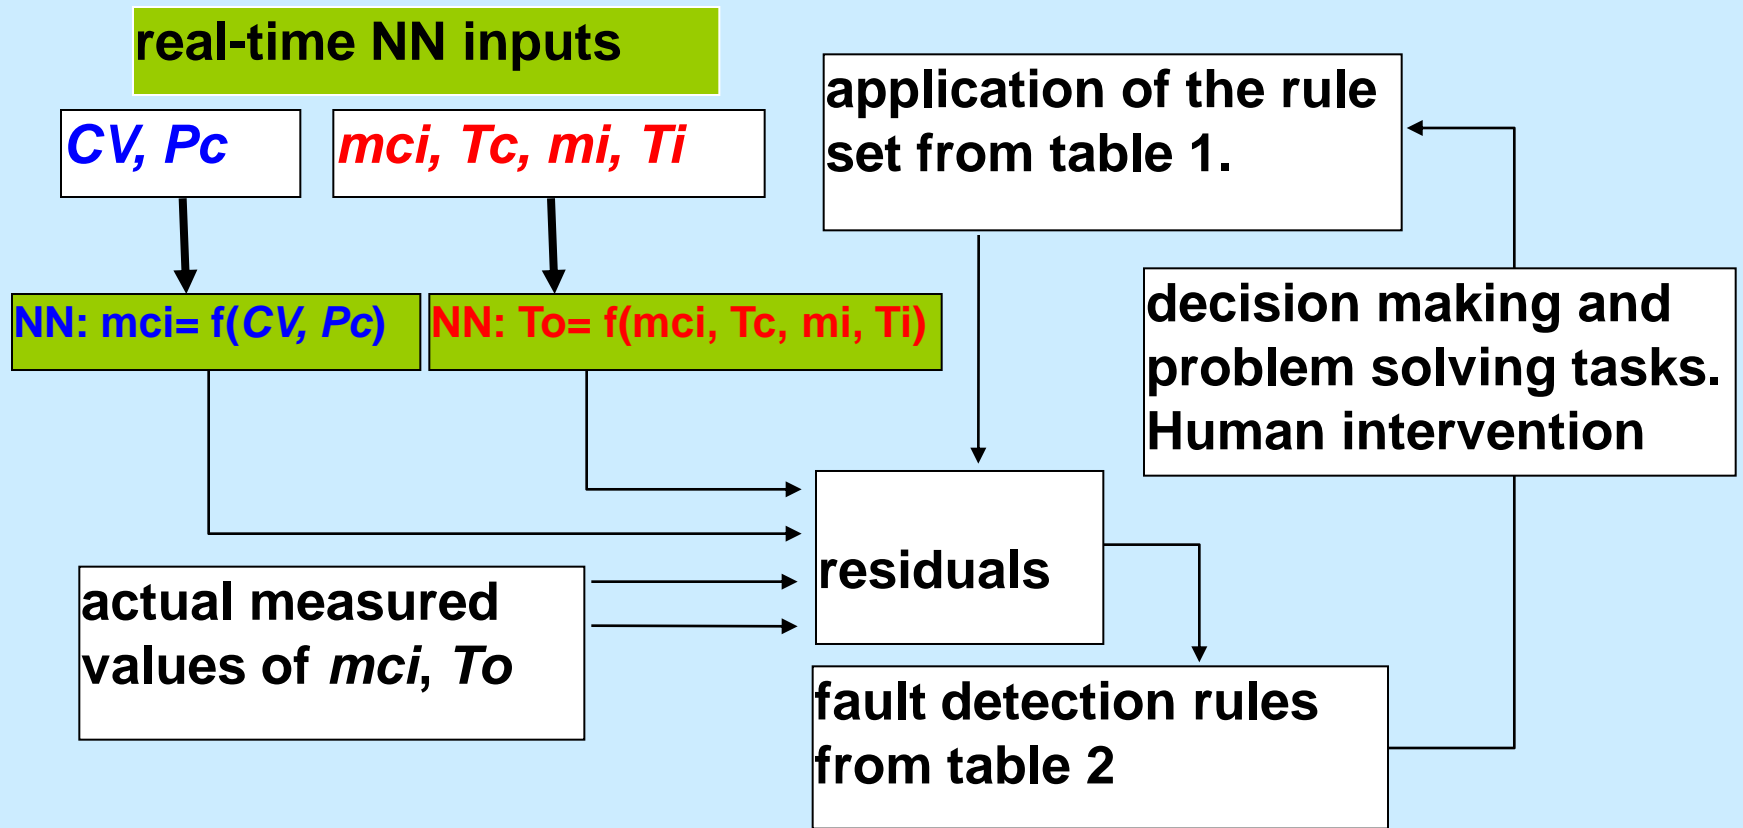 real-time NN inputs
CV, Pc
mci, Tc, mi, Ti
NN: mci= f(CV, Pc)
NN: To= f(mci, Tc, mi, Ti)
application of the rule
set from table 1.
decision making and
problem solving tasks.
Human intervention
residuals
actual measured
values of mci, To
fault detection rules
from table 2